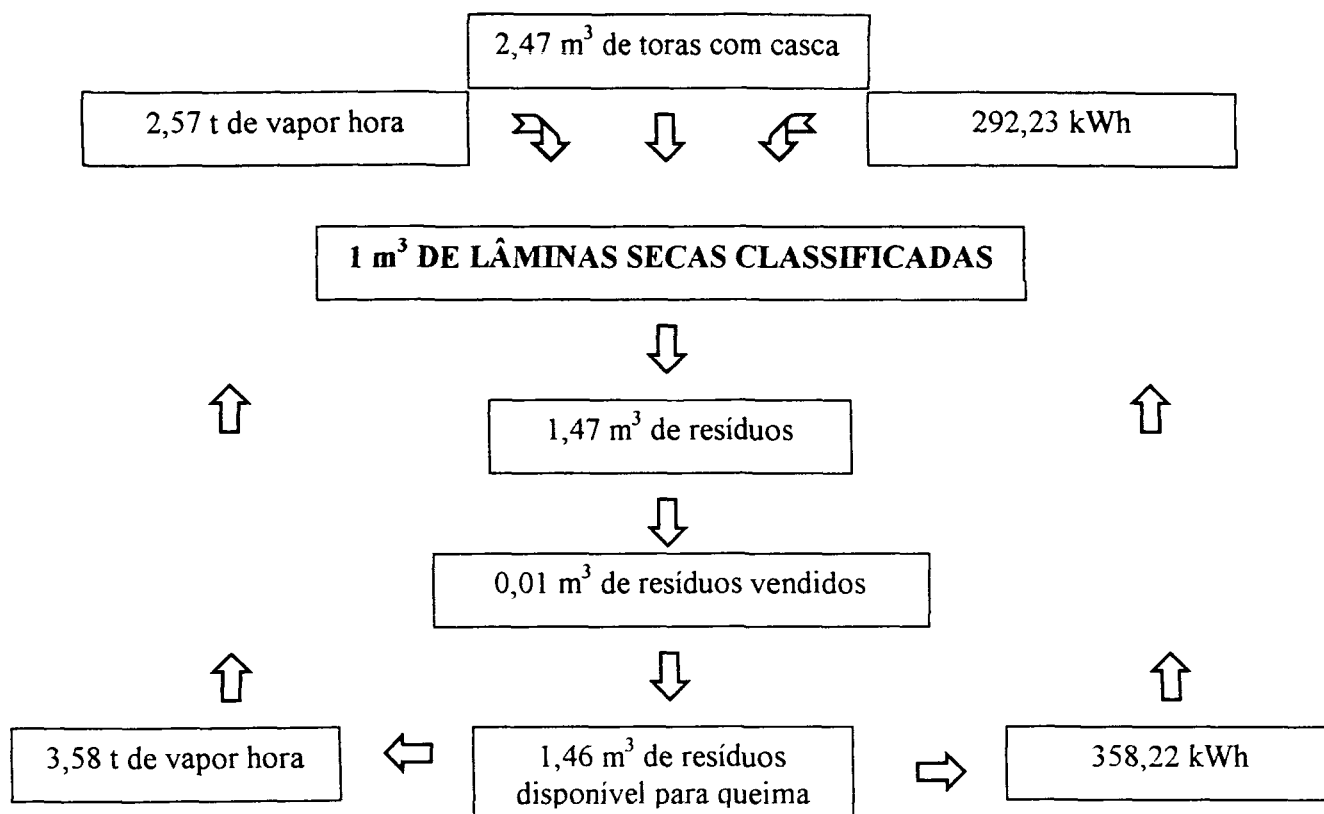 2,47 m³ de toras com casca
2,57 t de vapor hora
292,23 kWh
1 m³ DE LÂMINAS SECAS CLASSIFICADAS
1,47 m³ de resíduos
0,01 m³ de resíduos vendidos
3,58 t de vapor hora
1,46 m³ de resíduos
disponível para queima
358,22 kWh